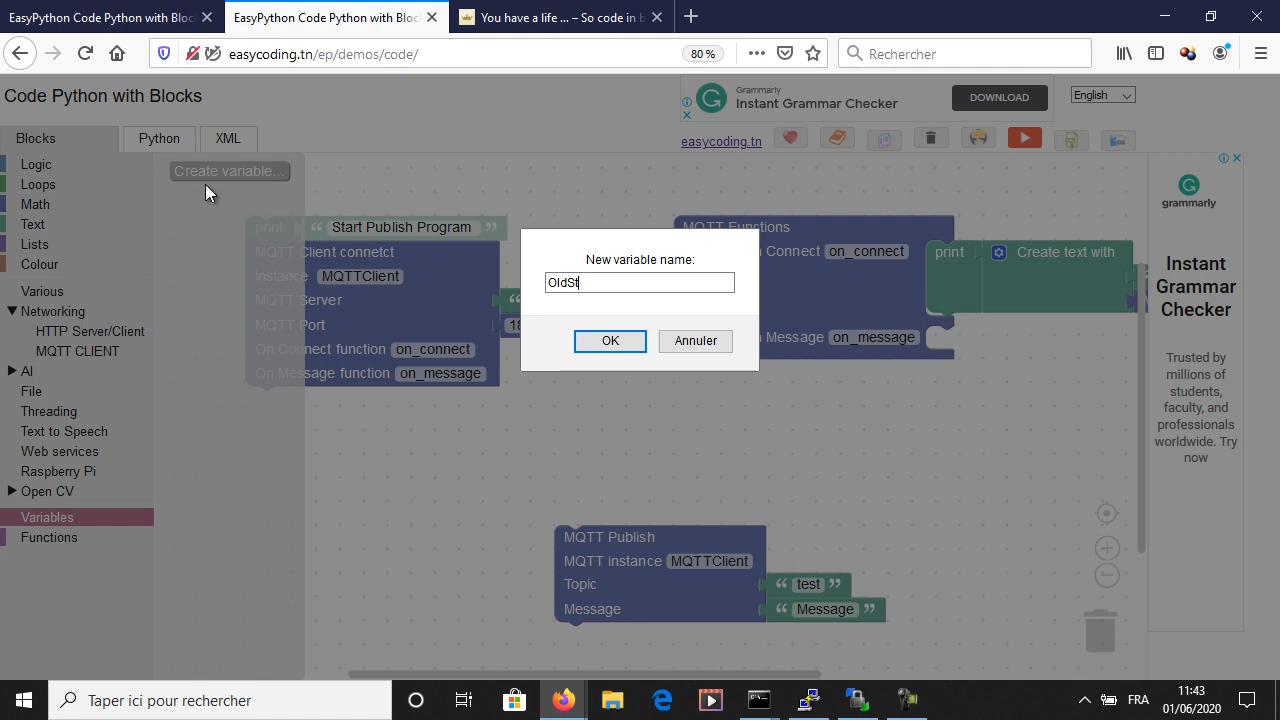 EasyPython Code Python with Bloc
EasyPython Code Python with Bloc
You have a life ... – So code in b
easycoding.tn/ep/demos/code/
80 %
Rechercher
Code Python with Blocks
Grammarly
Instant Grammar Checker
DOWNLOAD
English
Blocks
Python
XML
easycoding.tn
Logic
Loops
Math
Text
Lists
Colour
Various
Networking
HTTP Server/Client
MQTT CLIENT
AI
File
Threading
Text to Speech
Web services
Raspberry Pi
Open CV
Variables
Functions
Create variable...
print “ Start Publish Program ”
MQTT Client connetct
Instance MQTTClient
MQTT Server
MQTT Port
On Connect function on_connect
On Message function on_message
New variable name:
OldSt
OK
Annuler
MQTT Functions
Connect on_connect
Message on_message
print Create text with
MQTT Publish
MQTT instance MQTTClient
Topic “ test ”
Message “ Message ”
grammarly
Instant
Grammar
Checker
Trusted by
millions of
students,
faculty, and
professionals
worldwide. Try
now
Taper ici pour rechercher
FRA
11:43
01/06/2020